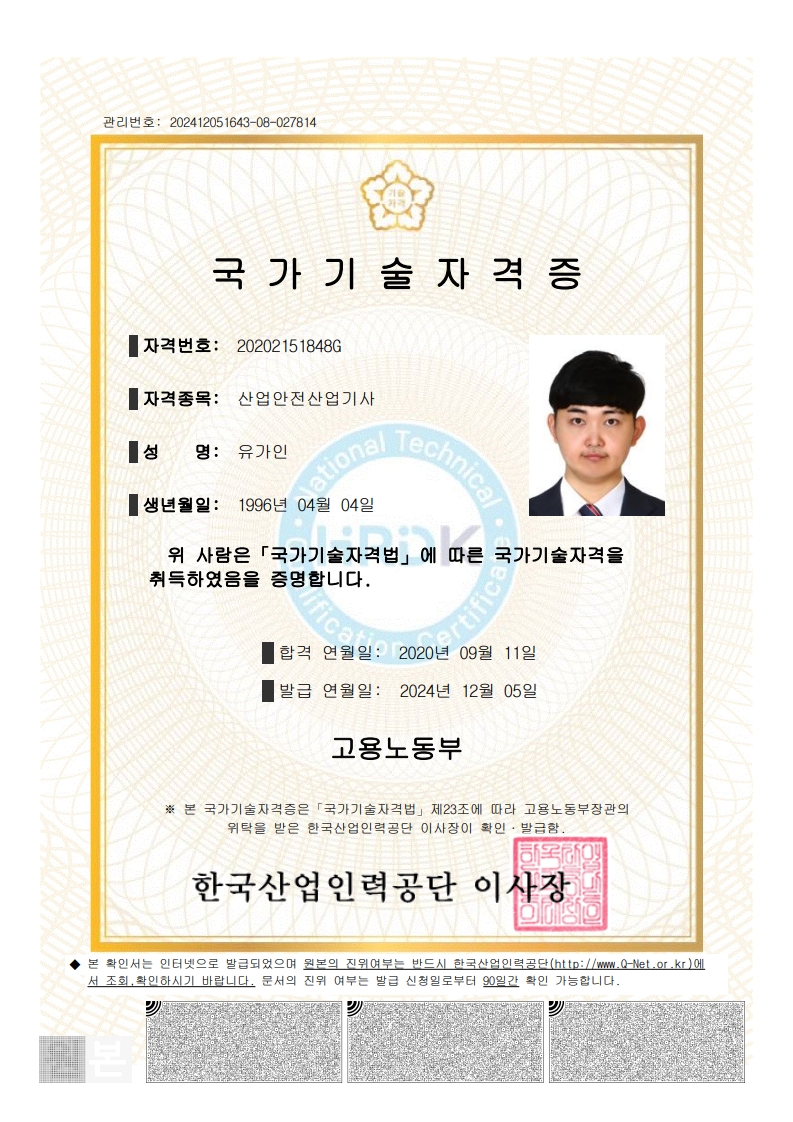 관리번호: 202412051643-08-027814
기술
자격
국가기술자격증
자격번호: 20202151848G
자격종목: 산업안전산업기사
성 명: 유가인
생년월일: 1996년 04월 04일
National Technical
HRDK
Qualification Certificate
위 사람은「국가기술자격법」에 따른 국가기술자격을
취득하였음을 증명합니다.
합격 연월일: 2020년 09월 11일
발급 연월일: 2024년 12월 05일
고용노동부
※ 본 국가기술자격증은「국가기술자격법」제23조에 따라 고용노동부장관의
위탁을 받은 한국산업인력공단 이사장이 확인·발급함.
한국산업인력공단 이사장
◆ 본 확인서는 인터넷으로 발급되었으며 원본의 진위여부는 반드시 한국산업인력공단(http://www.Q-Net.or.kr)에
서 조회,확인하시기 바랍니다. 문서의 진위 여부는 발급 신청일로부터 90일간 확인 가능합니다.
본